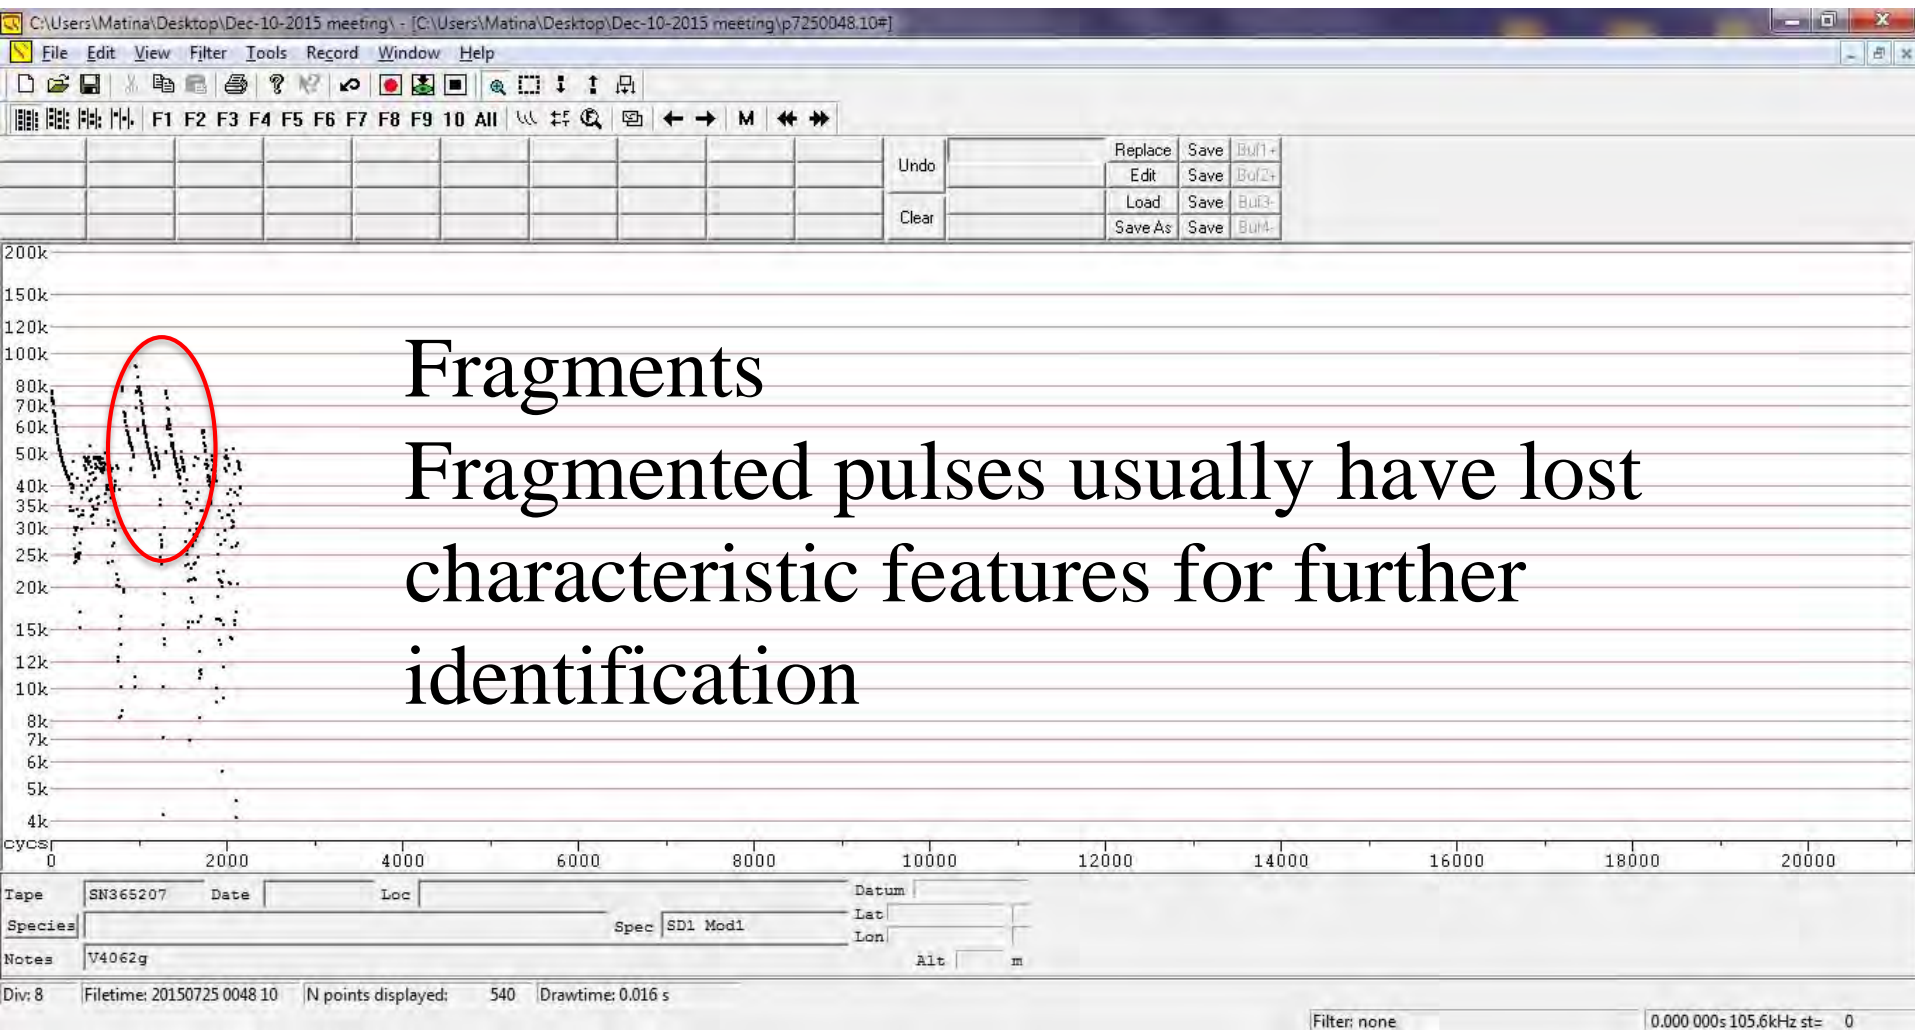 C:\Users\Matina\Desktop\Dec-10-2015 meeting\ - [C:\Users\Matina\Desktop\Dec-10-2015 meeting\p7250048.10#]
File Edit View Filter Tools Record Window Help
F1 F2 F3 F4 F5 F6 F7 F8 F9 10 All M
Undo Replace Save Buf1+
Edit Save Buf2+
Clear Load Save Buf3-
Save As Save Buf4-
200k
150k
120k
100k
80k
70k
60k
50k
40k
35k
30k
25k
20k
15k
12k
10k
8k
7k
6k
5k
4k
Fragments
Fragmented pulses usually have lost
characteristic features for further
identification
cycs
0 2000 4000 6000 8000 10000 12000 14000 16000 18000 20000
Tape SN365207 Date Loc Datum
Species Spec SD1 Mod1 Lat
Lon
Notes V4062g Alt m
Div: 8 Filetime: 20150725 0048 10 N points displayed: 540 Drawtime: 0.016 s
Filter: none 0.000 000s 105.6kHz st= 0